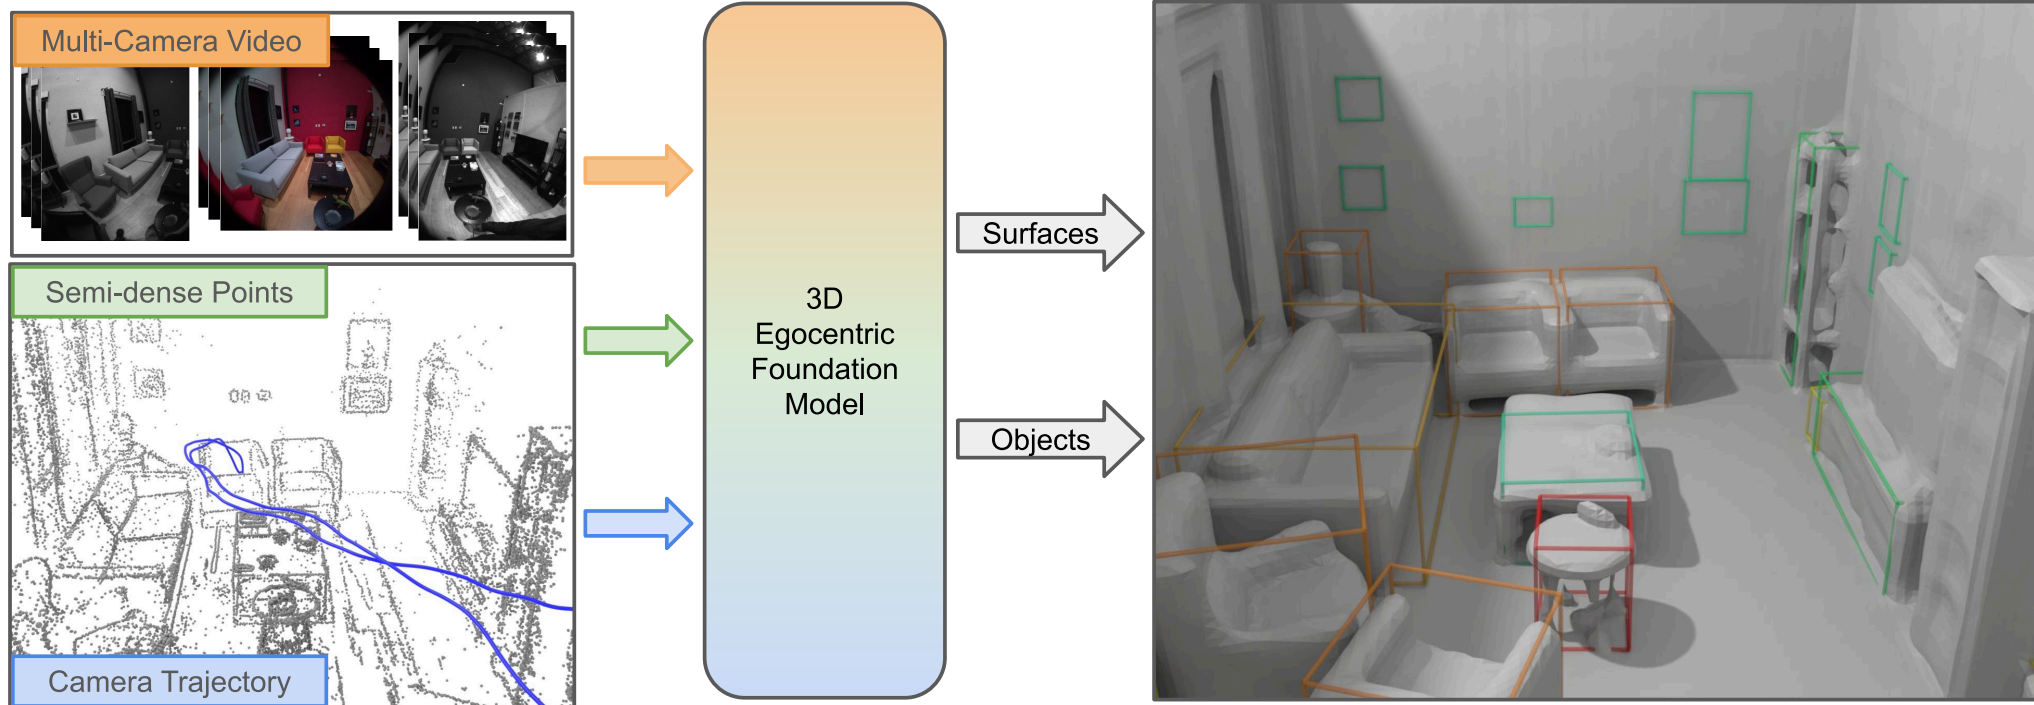 Multi-Camera Video
Semi-dense Points
Camera Trajectory
3D
Egocentric
Foundation
Model
Surfaces
Objects